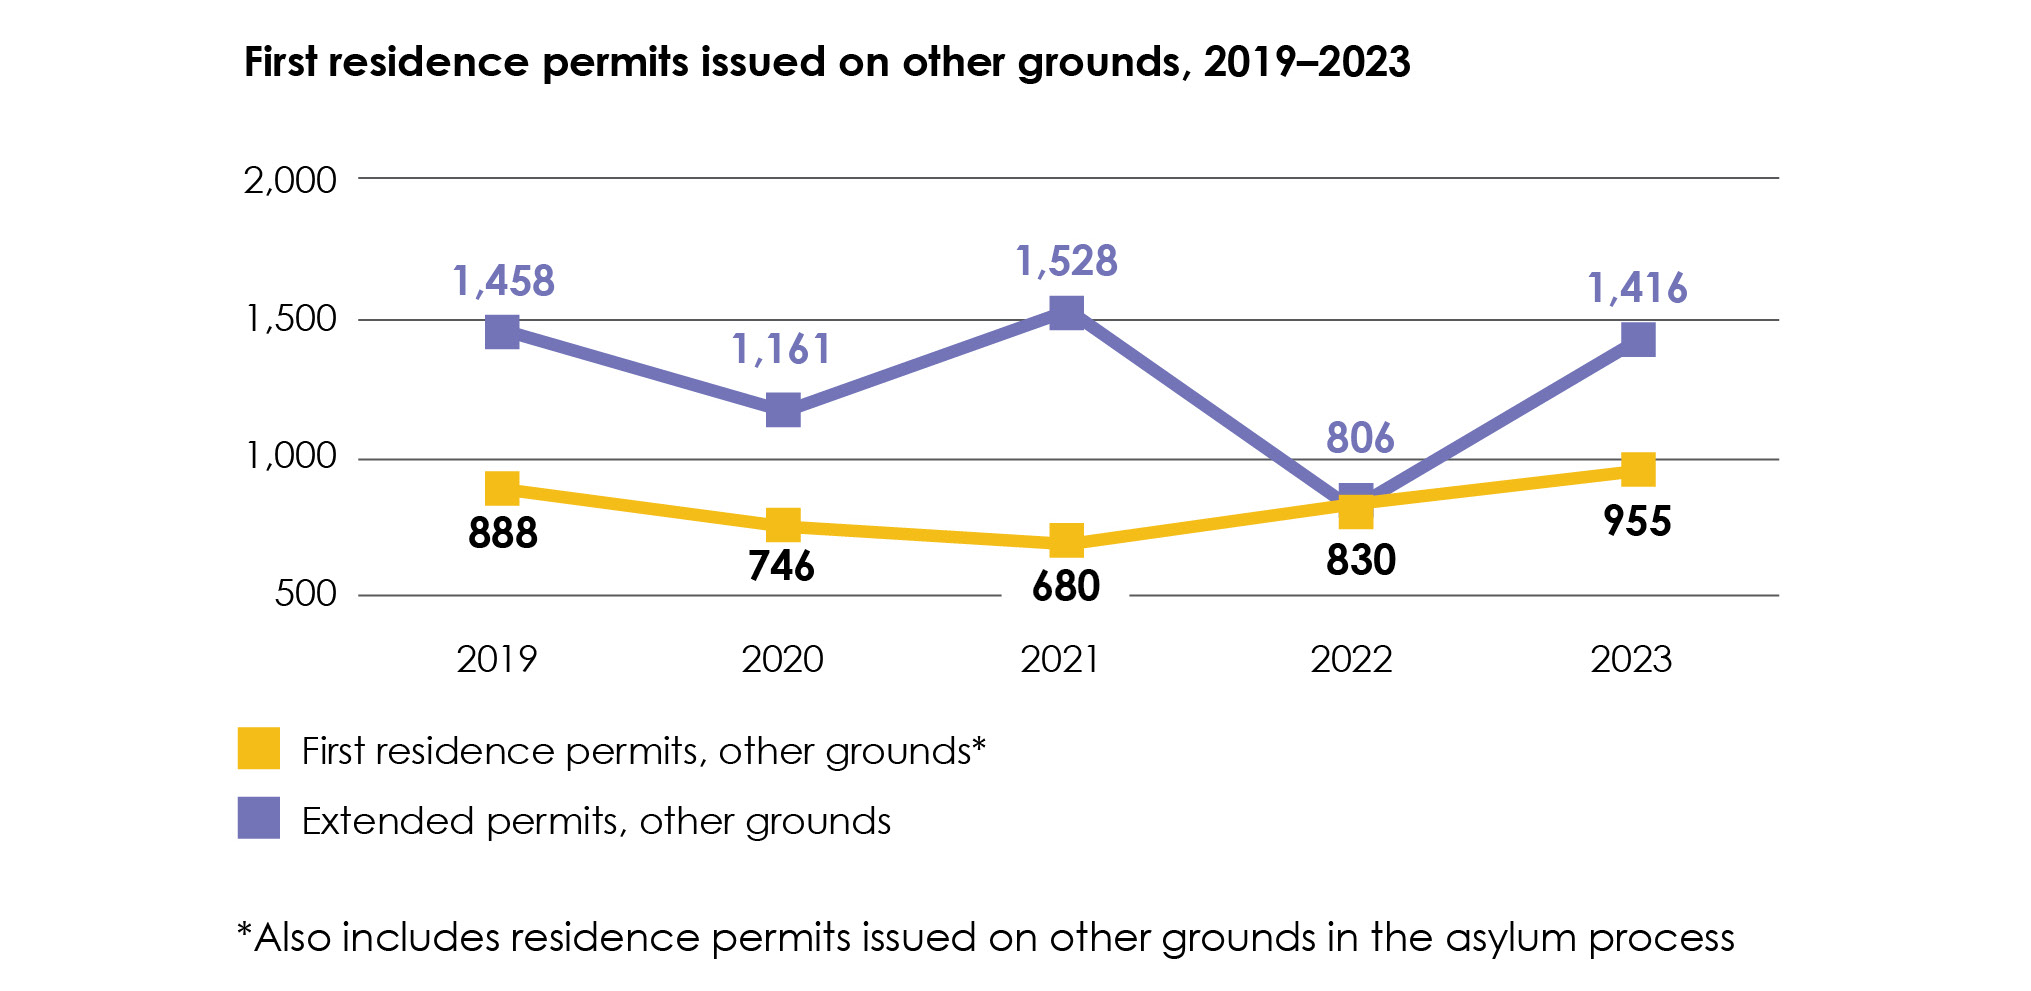 First residence permits issued on other grounds, 2019–2023
2,000
1,528
1,458
1,416
1,500
1,161
806
1,000
955
888
830
746
680
500
2019 2020 2021 2022 2023
First residence permits, other grounds*
Extended permits, other grounds
*Also includes residence permits issued on other grounds in the asylum process